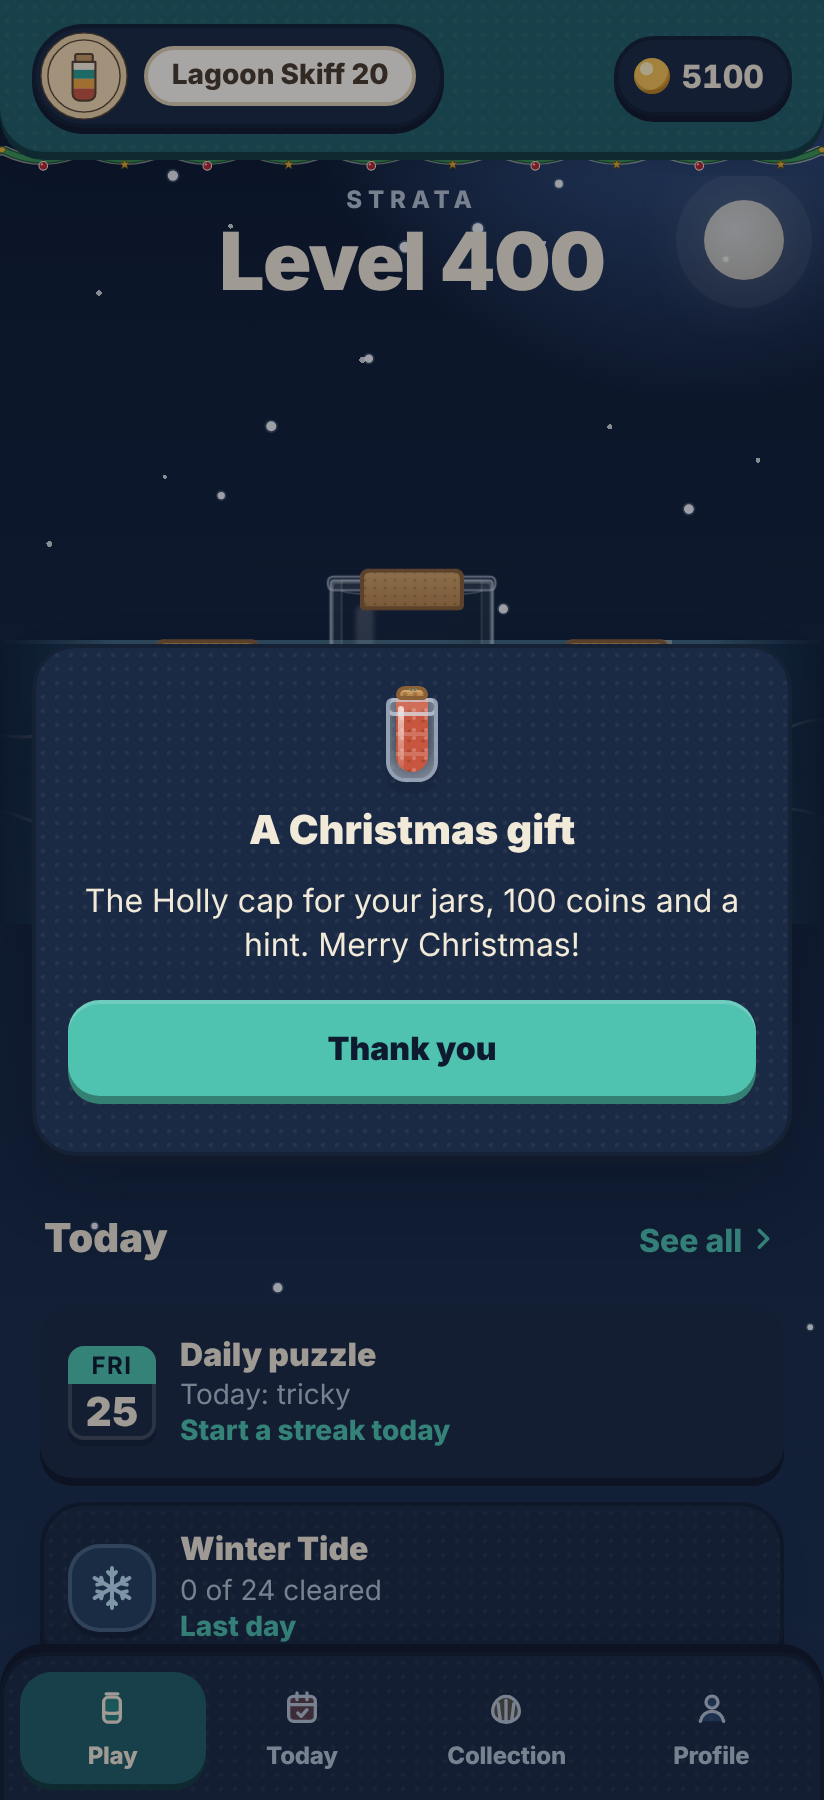 Lagoon Skiff 20
5100
STRATA
Level 400
A Christmas gift
The Holly cap for your jars, 100 coins and a
hint. Merry Christmas!
Thank you
Today
See all
FRI
25
Daily puzzle
Today: tricky
Start a streak today
Winter Tide
0 of 24 cleared
Last day
Play
Today
Collection
Profile